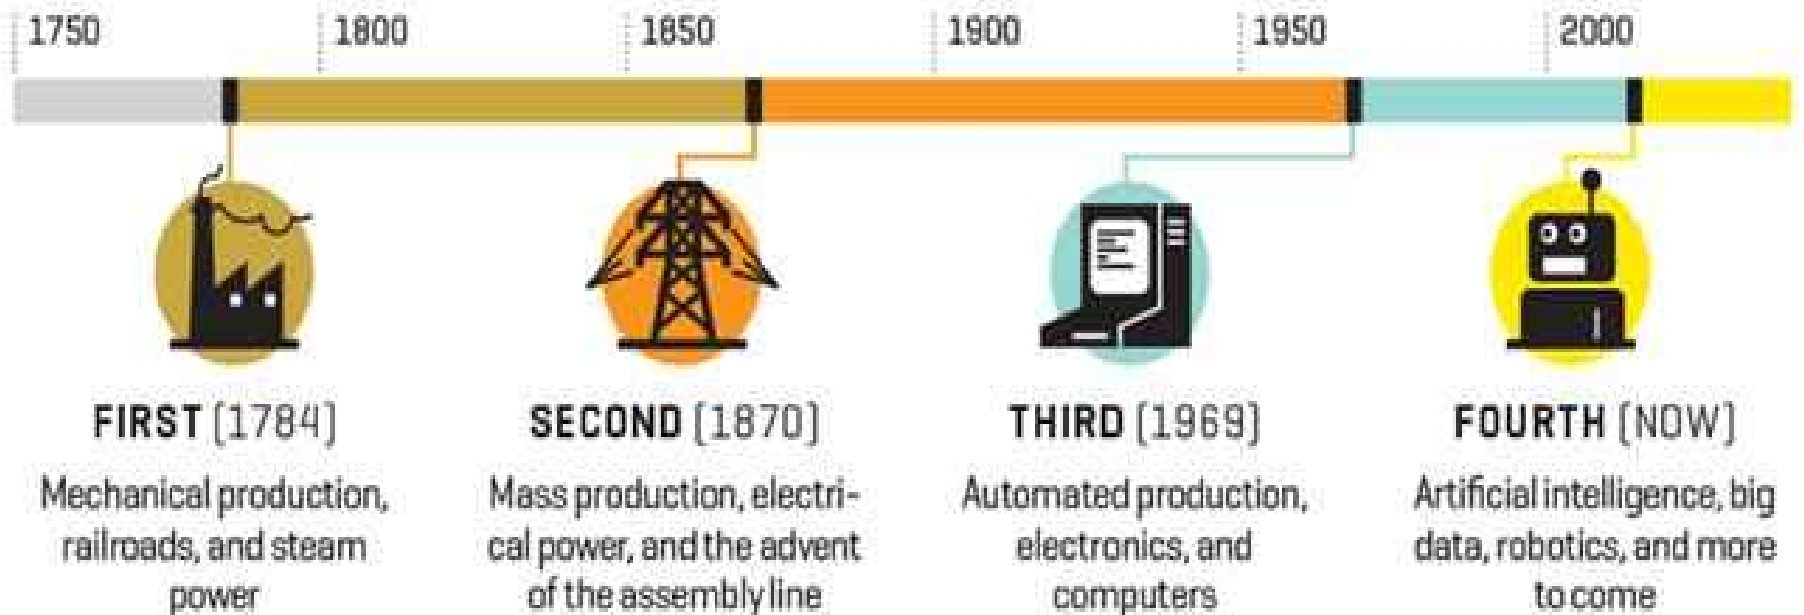 1750 1800 1850 1900 1950 2000
FIRST (1784)
Mechanical production,
railroads, and steam
power
SECOND (1870)
Mass production, electri-
cal power, and the advent
of the assembly line
THIRD (1969)
Automated production,
electronics, and
computers
FOURTH (NOW)
Artificial intelligence, big
data, robotics, and more
to come